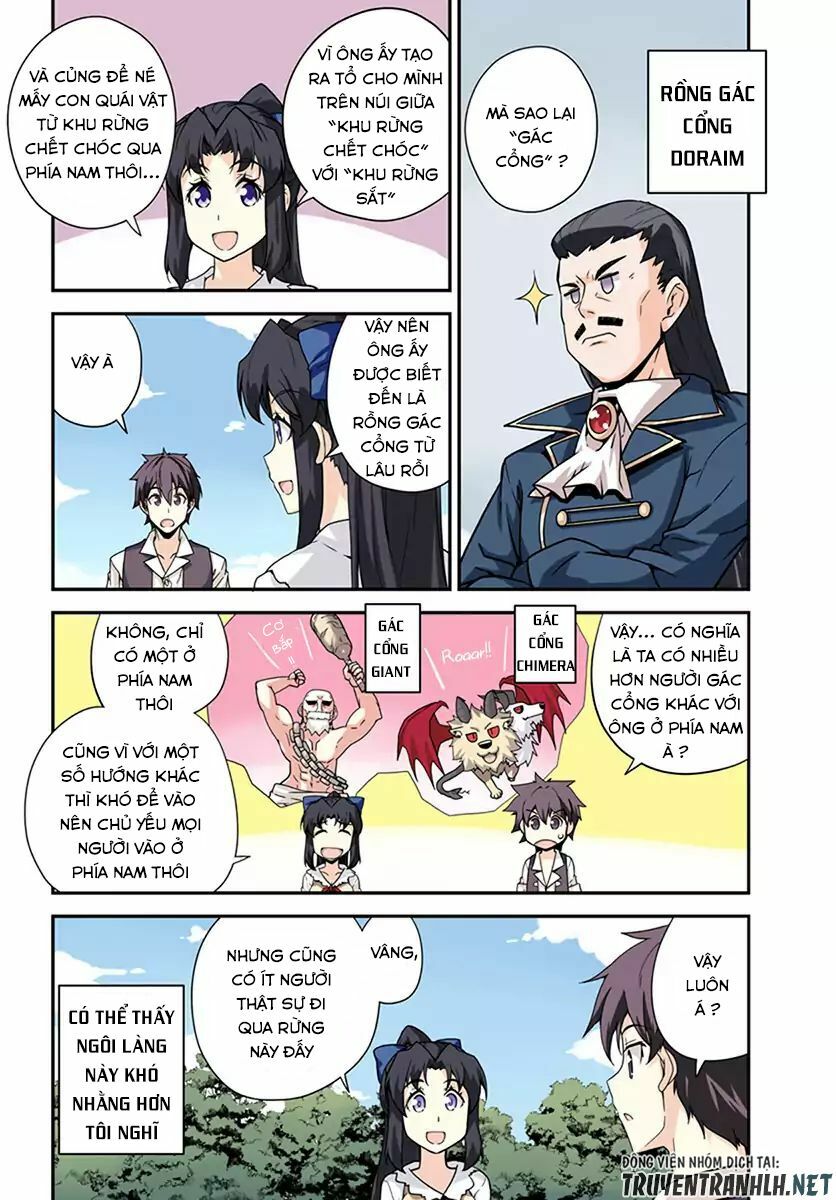 RỒNG GÁC
CỔNG
DORAIM
MÀ SAO LẠI
"GÁC
CỔNG" ?
VÌ ÔNG ẤY TẠO
RA TỔ CHO MÌNH
TRÊN NÚI GIỮA
"KHU RỪNG
CHẾT CHÓC"
VỚI "KHU RỪNG
SẮT"
VÀ CỦNG ĐỂ NÉ
MẤY CON QUÁI VẬT
TỪ KHU RỪNG
CHẾT CHÓC QUA
PHÍA NAM THÔI...
VẬY NÊN
ÔNG ẤY
ĐƯỢC BIẾT
ĐẾN LÀ
RỒNG GÁC
CỔNG TỪ
LÂU RỒI
VẬY À
VẬY... CÓ NGHĨA
LÀ TA CÓ NHIỀU
HƠN NGƯỜI GÁC
CỔNG KHÁC VỚI
ÔNG Ở PHÍA NAM
À ?
GÁC
CỔNG
CHIMERA
Roaar!!
GÁC
CỔNG
GIANT
CƠ
BẮP
!!
KHÔNG, CHỈ
CÓ MỘT Ở
PHÍA NAM
THÔI
CŨNG VÌ VỚI MỘT
SỐ HƯỚNG KHÁC
THÌ KHÓ ĐỂ VÀO
NÊN CHỦ YẾU MỌI
NGƯỜI VÀO Ở
PHÍA NAM THÔI
VẬY
LUÔN
Á ?
VÂNG,
NHƯNG CŨNG
CÓ ÍT NGƯỜI
THẬT SỰ ĐI
QUA RỪNG
NÀY ĐẤY
CÓ THỂ THẤY
NGÔI LÀNG
NÀY KHÓ
NHẰNG HƠN
TÔI NGHĨ
ĐỘNG VIÊN NHÓM DỊCH TẠI:
TRUYENTRANHLH.NET